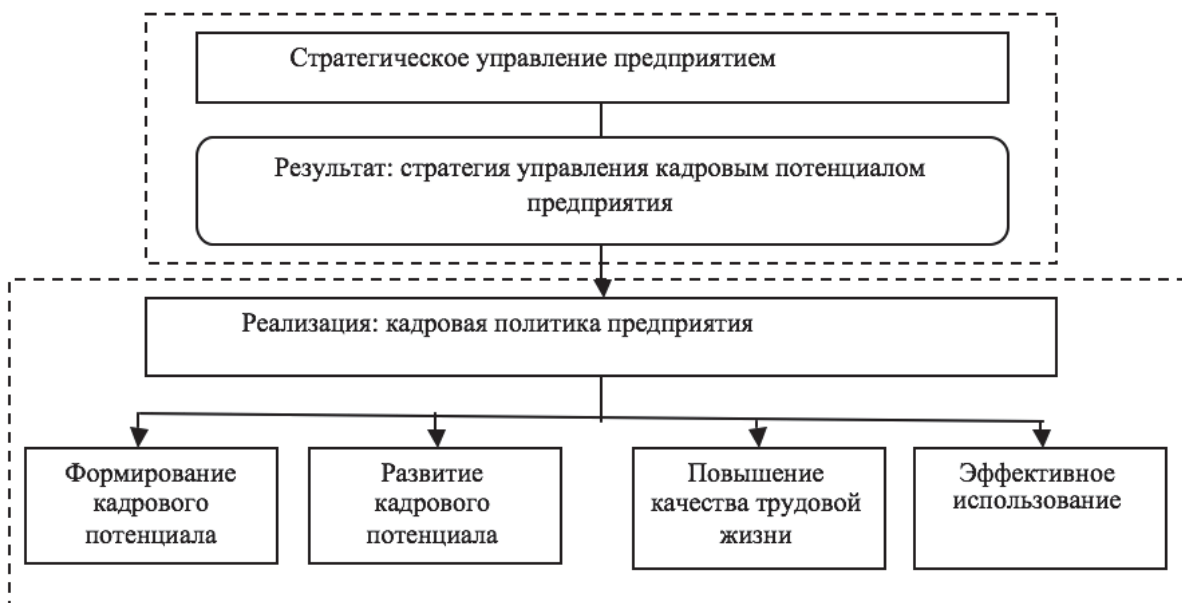 Стратегическое управление предприятием
Результат: стратегия управления кадровым потенциалом
предприятия
Реализация: кадровая политика предприятия
Формирование
кадрового
потенциала
Развитие
кадрового
потенциала
Повышение
качества трудовой
жизни
Эффективное
использование